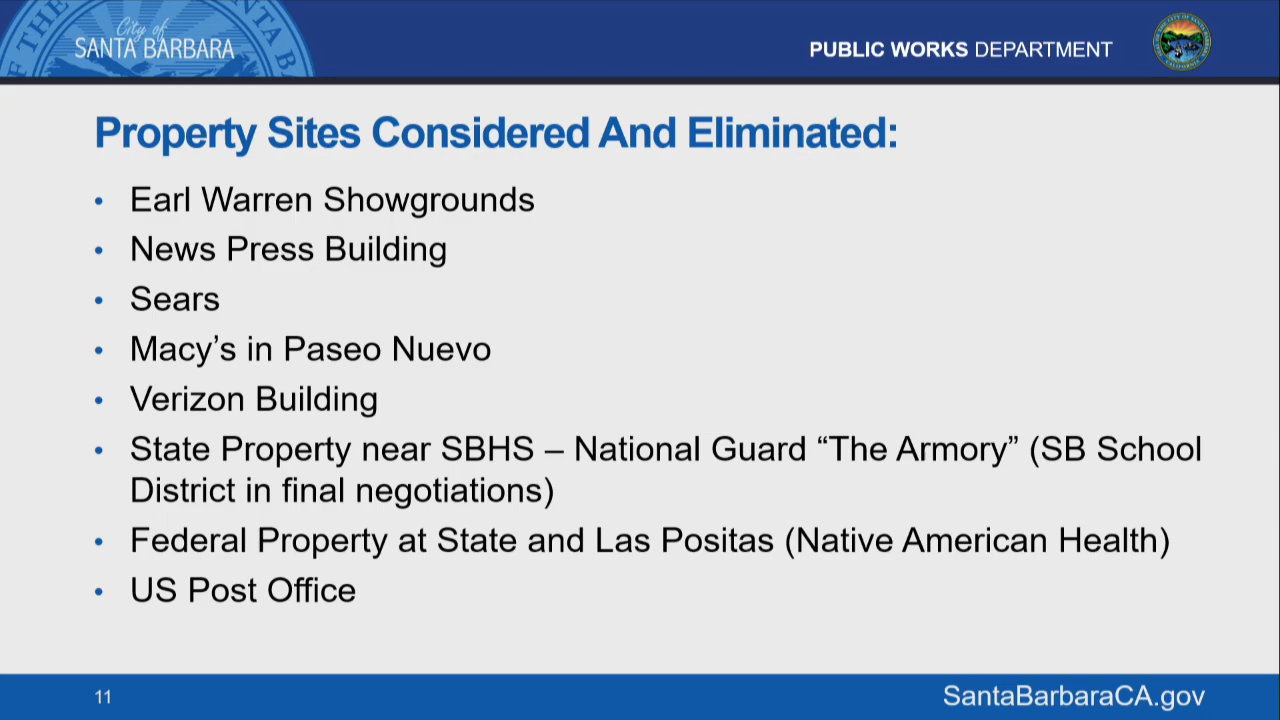 City of
SANTA BARBARA
PUBLIC WORKS DEPARTMENT
Property Sites Considered And Eliminated:
• Earl Warren Showgrounds
• News Press Building
• Sears
• Macy’s in Paseo Nuevo
• Verizon Building
• State Property near SBHS – National Guard “The Armory” (SB School
District in final negotiations)
• Federal Property at State and Las Positas (Native American Health)
• US Post Office
11
SantaBarbaraCA.gov